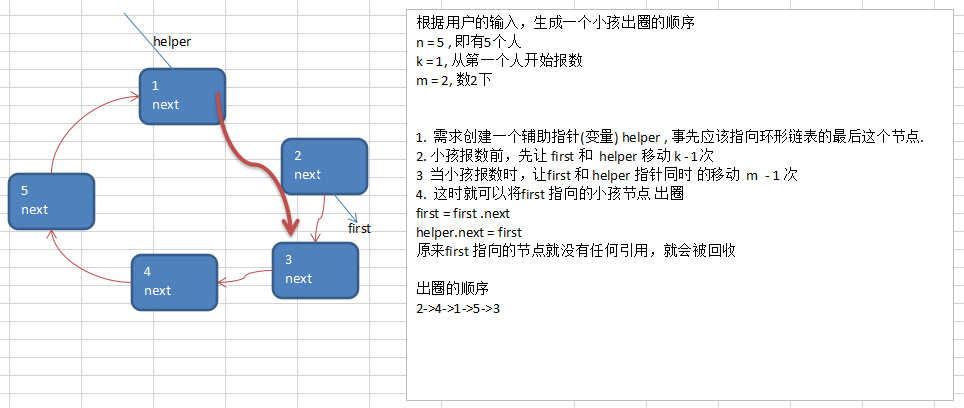 helper
1
next
2
next
first
3
next
4
next
5
next
根据用户的输入，生成一个小孩出圈的顺序
n = 5 , 即有5个人
k = 1, 从第一个人开始报数
m = 2, 数2下
1. 需求创建一个辅助指针(变量) helper , 事先应该指向环形链表的最后这个节点.
2. 小孩报数前，先让 first 和 helper 移动 k - 1次
3 当小孩报数时，让first 和 helper 指针同时 的移动 m - 1 次
4. 这时就可以将first 指向的小孩节点 出圈
first = first .next
helper.next = first
原来first 指向的节点就没有任何引用，就会被回收
出圈的顺序
2->4->1->5->3